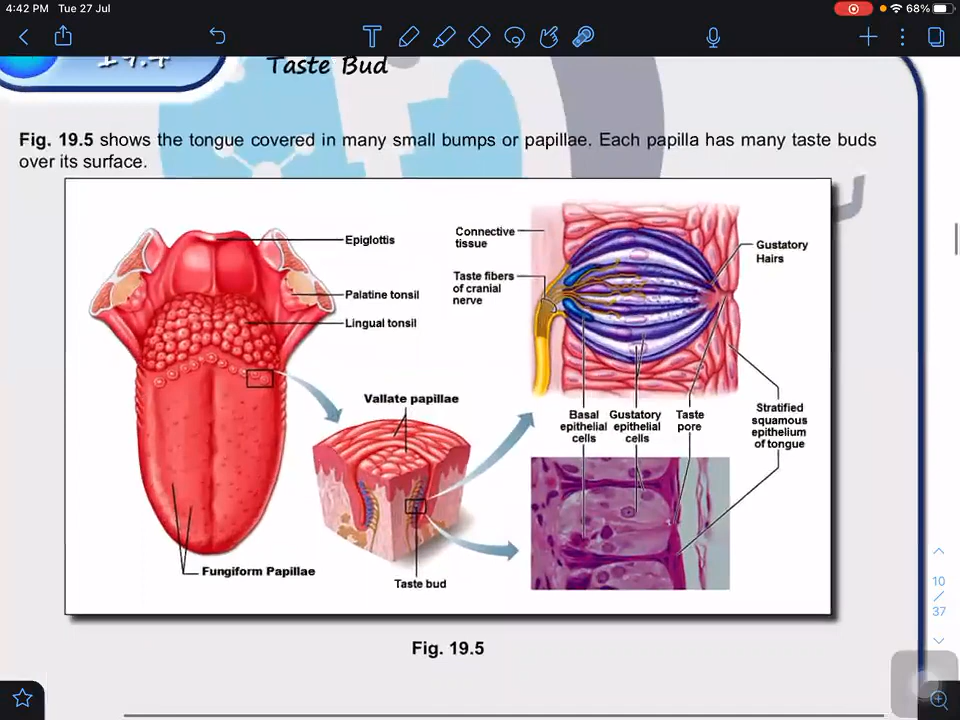 4:42 PM Tue 27 Jul
68%
19.4
Taste Bud
Fig. 19.5 shows the tongue covered in many small bumps or papillae. Each papilla has many taste buds
over its surface.
Epiglottis
Palatine tonsil
Lingual tonsil
Fungiform Papillae
Vallate papillae
Taste bud
Connective
tissue
Taste fibers
of cranial
nerve
Gustatory
Hairs
Basal
epithelial
cells
Gustatory
epithelial
cells
Taste
pore
Stratified
squamous
epithelium
of tongue
Fig. 19.5
10
/
37